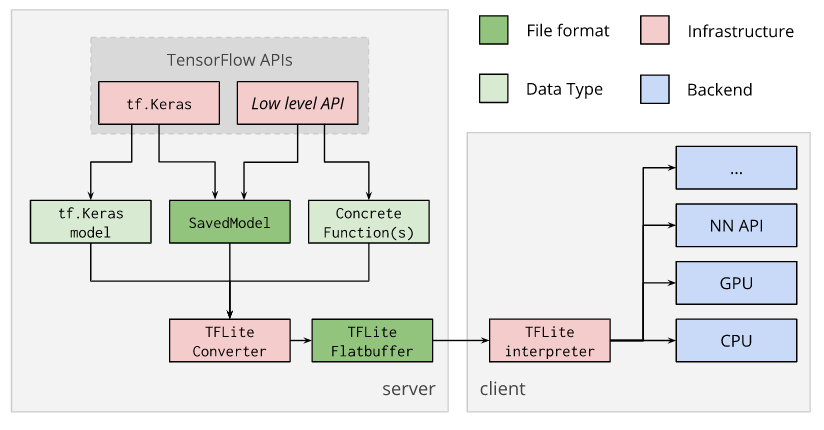 File format
Infrastructure
Data Type
Backend
TensorFlow APIs
tf.Keras
Low level API
tf.Keras
model
SavedModel
Concrete
Function(s)
TFLite
Converter
TFLite
Flatbuffer
server
TFLite
interpreter
...
NN API
GPU
CPU
client